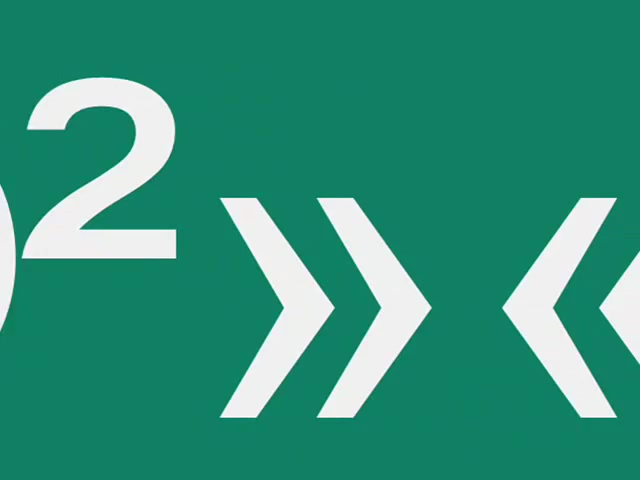 ² » «